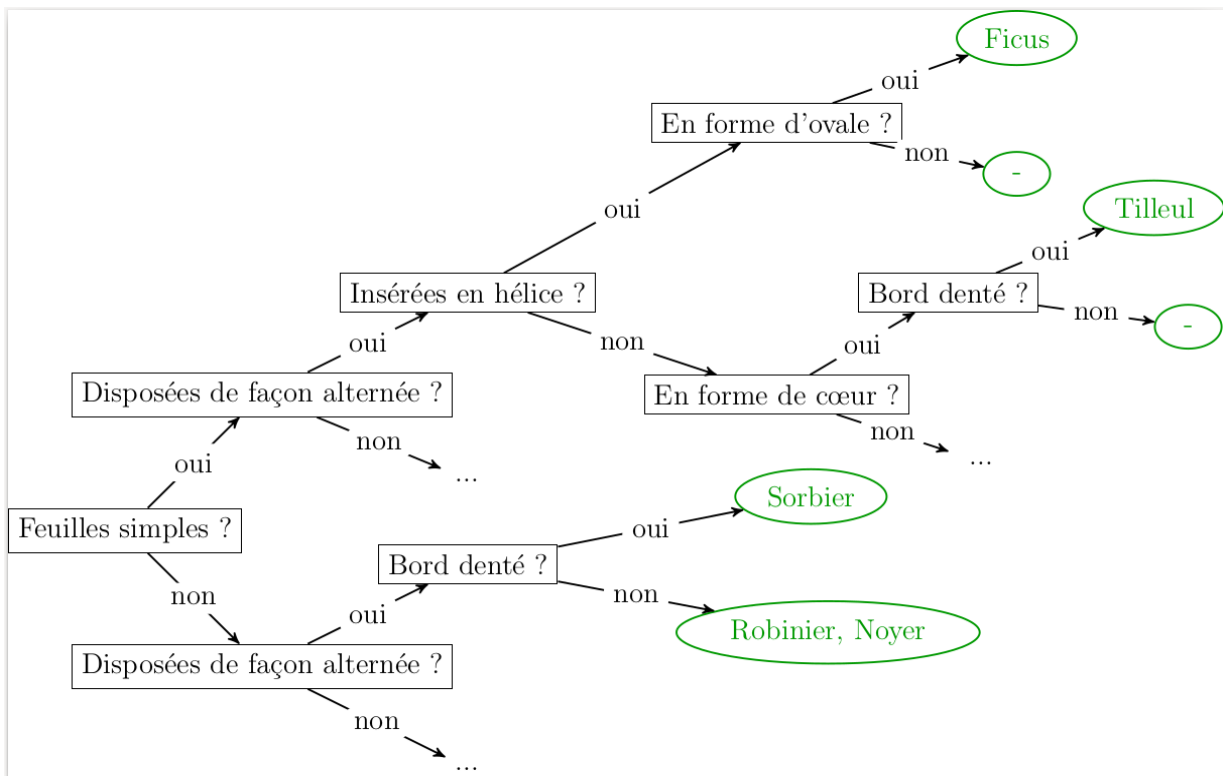 Ficus
oui
En forme d'ovale ?
non
-
Tilleul
oui
oui
Insérées en hélice ?
Bord denté ?
non
-
oui
non
oui
Disposées de façon alternée ?
En forme de cœur ?
non
non
...
oui
...
Sorbier
Feuilles simples ?
oui
Bord denté ?
non
non
oui
Robinier, Noyer
Disposées de façon alternée ?
non
...